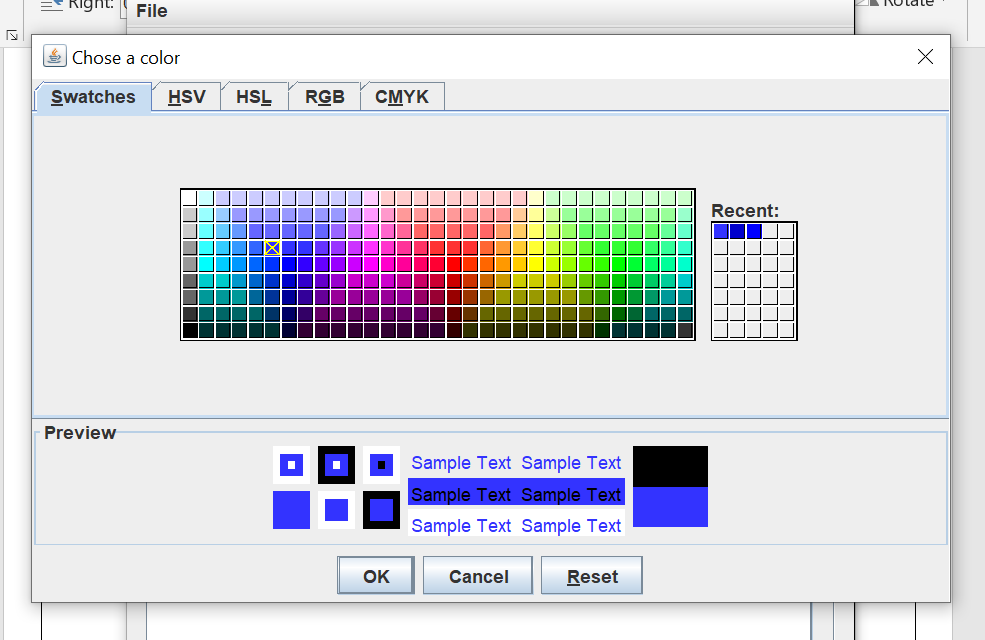 Right:
File
Rotate
Chose a color
Swatches HSV HSL RGB CMYK
Recent:
Preview
Sample Text Sample Text
Sample Text Sample Text
Sample Text Sample Text
OK Cancel Reset